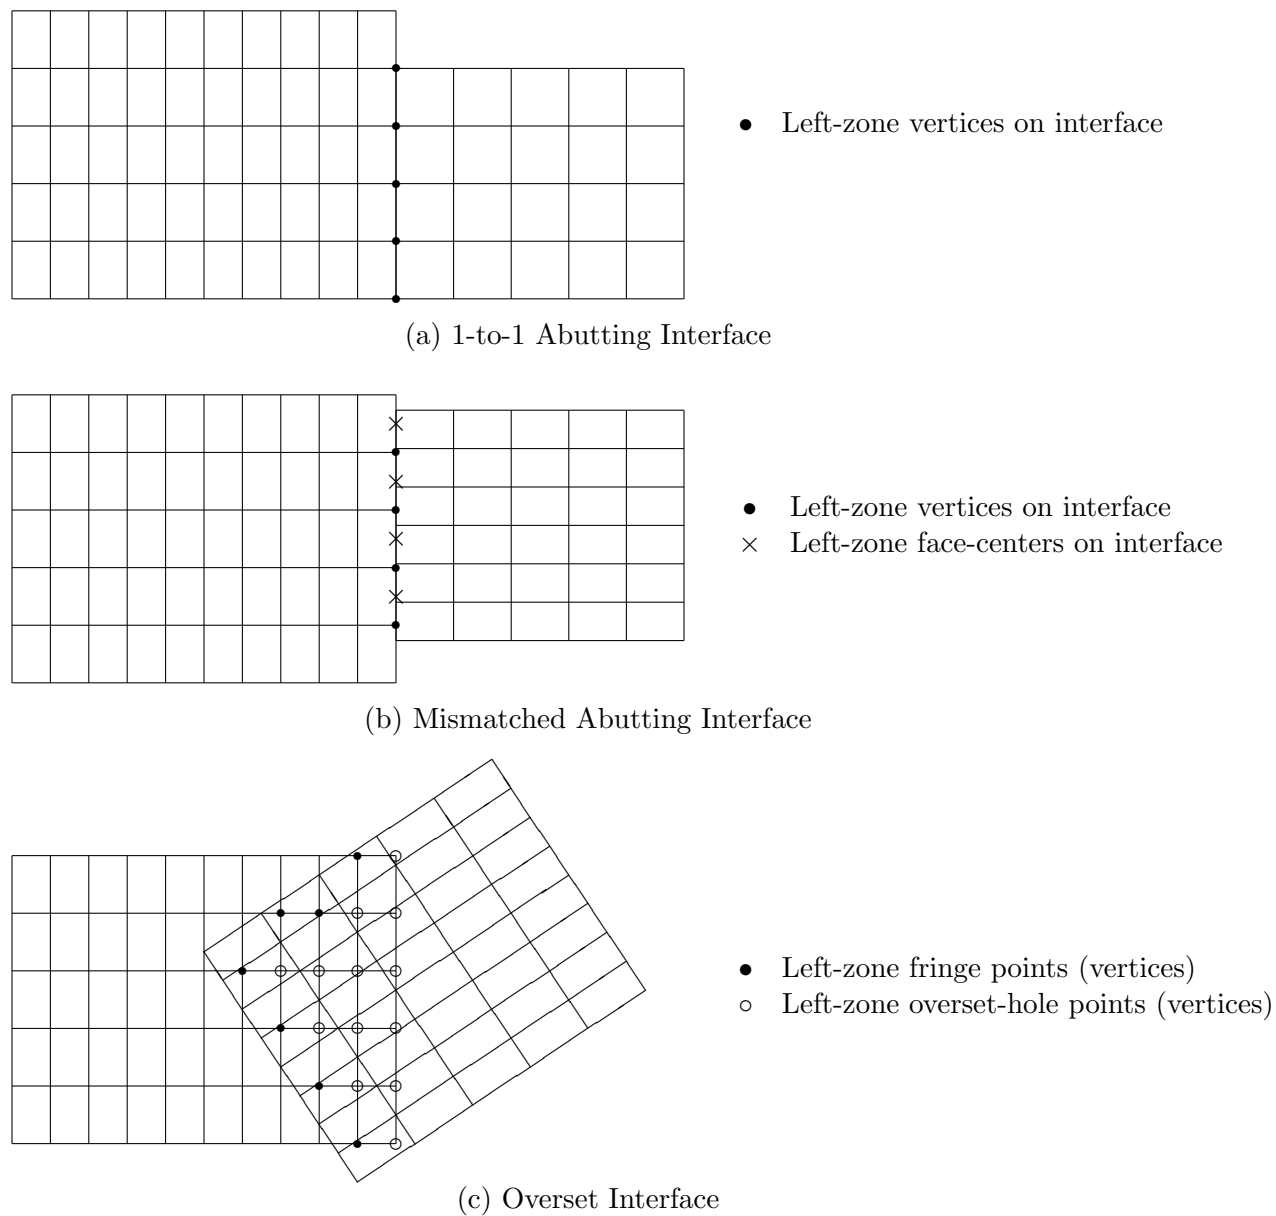 Left-zone vertices on interface
(a) 1-to-1 Abutting Interface
Left-zone vertices on interface
Left-zone face-centers on interface
(b) Mismatched Abutting Interface
Left-zone fringe points (vertices)
Left-zone overset-hole points (vertices)
(c) Overset Interface